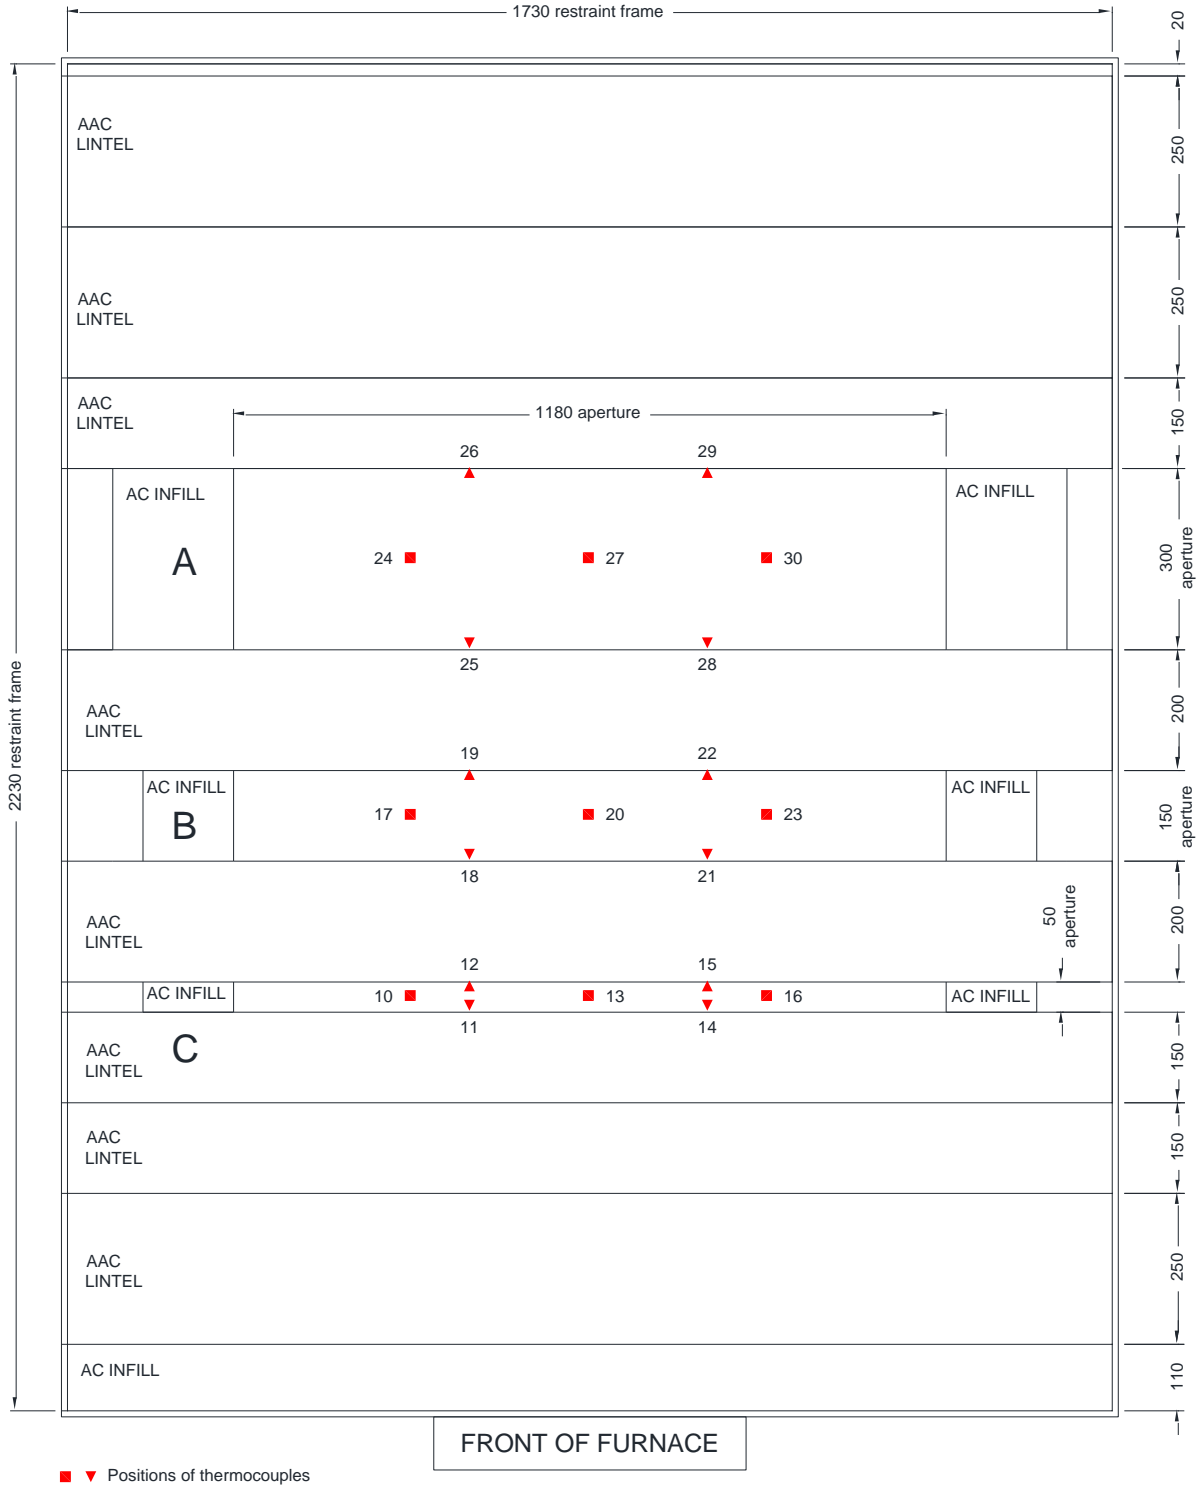 1730 restraint frame
20
AAC
LINTEL
250
AAC
LINTEL
250
AAC
LINTEL
1180 aperture
150
26
29
AC INFILL
AC INFILL
A
24
27
30
300
aperture
25
28
2230 restraint frame
AAC
LINTEL
200
19
22
AC INFILL
AC INFILL
B
17
20
23
150
aperture
18
21
AAC
LINTEL
50
aperture
200
12
15
AC INFILL
10
13
16
AC INFILL
11
14
C
AAC
LINTEL
150
AAC
LINTEL
150
AAC
LINTEL
250
AC INFILL
110
FRONT OF FURNACE
Positions of thermocouples